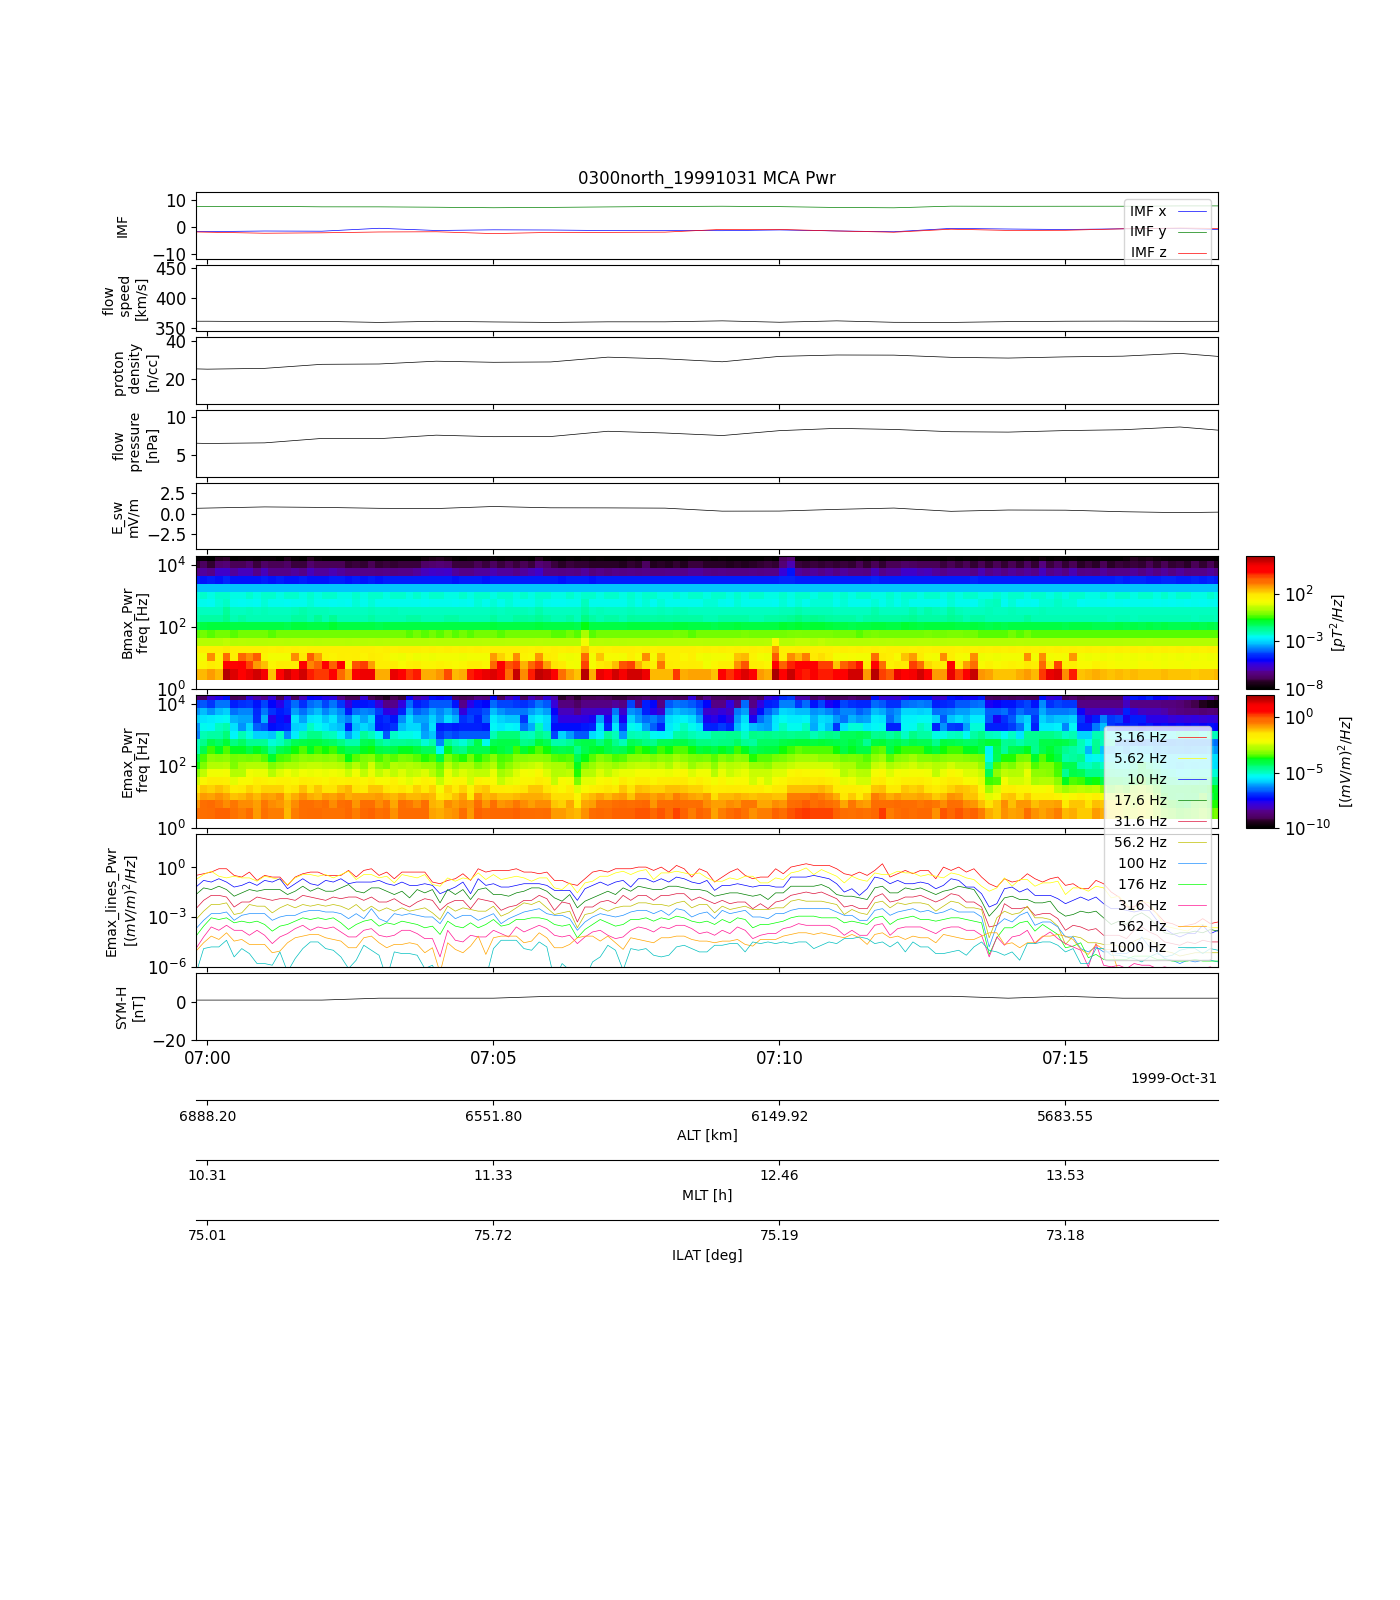 0300north_19991031 MCA Pwr
10
0
−10
IMF
IMF x
IMF y
IMF z
450
400
350
flow
speed
[km/s]
40
20
proton
density
[n/cc]
10
5
flow
pressure
[nPa]
2.5
0.0
−2.5
E_sw
mV/m
10^4
10^2
10^0
Bmax_Pwr
freq [Hz]
10^2
10^−3
10^−8
[pT^2/Hz]
10^4
10^2
10^0
Emax_Pwr
freq [Hz]
10^0
10^−5
10^−10
[(mV/m)^2/Hz]
3.16 Hz
5.62 Hz
10 Hz
17.6 Hz
31.6 Hz
56.2 Hz
100 Hz
176 Hz
316 Hz
562 Hz
1000 Hz
10^0
10^−3
10^−6
Emax_lines_Pwr
[(mV/m)^2/Hz]
0
−20
SYM-H
[nT]
07:00 07:05 07:10 07:15
1999-Oct-31
6888.20 6551.80 6149.92 5683.55
ALT [km]
10.31 11.33 12.46 13.53
MLT [h]
75.01 75.72 75.19 73.18
ILAT [deg]